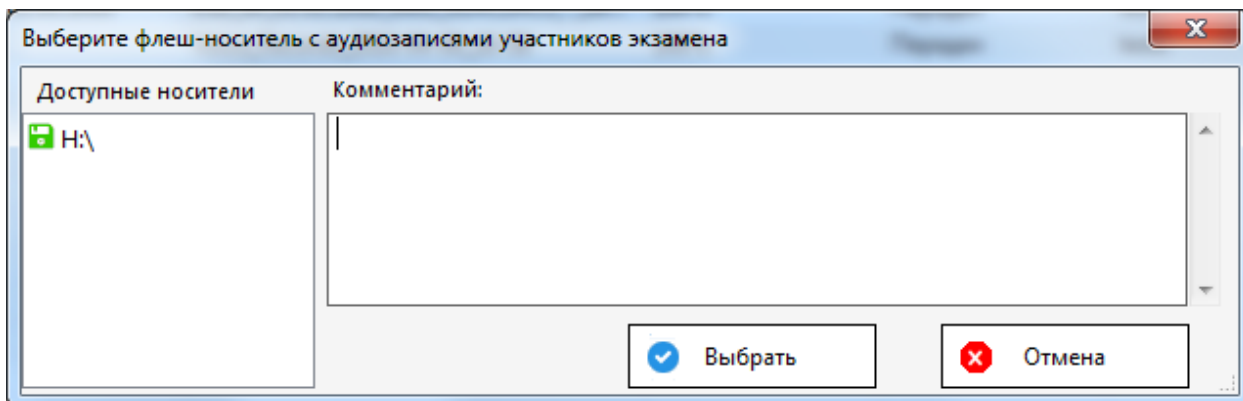 Выберите флеш-носитель с аудиозаписями участников экзамена
Доступные носители
Комментарий:
H:\
Выбрать
Отмена